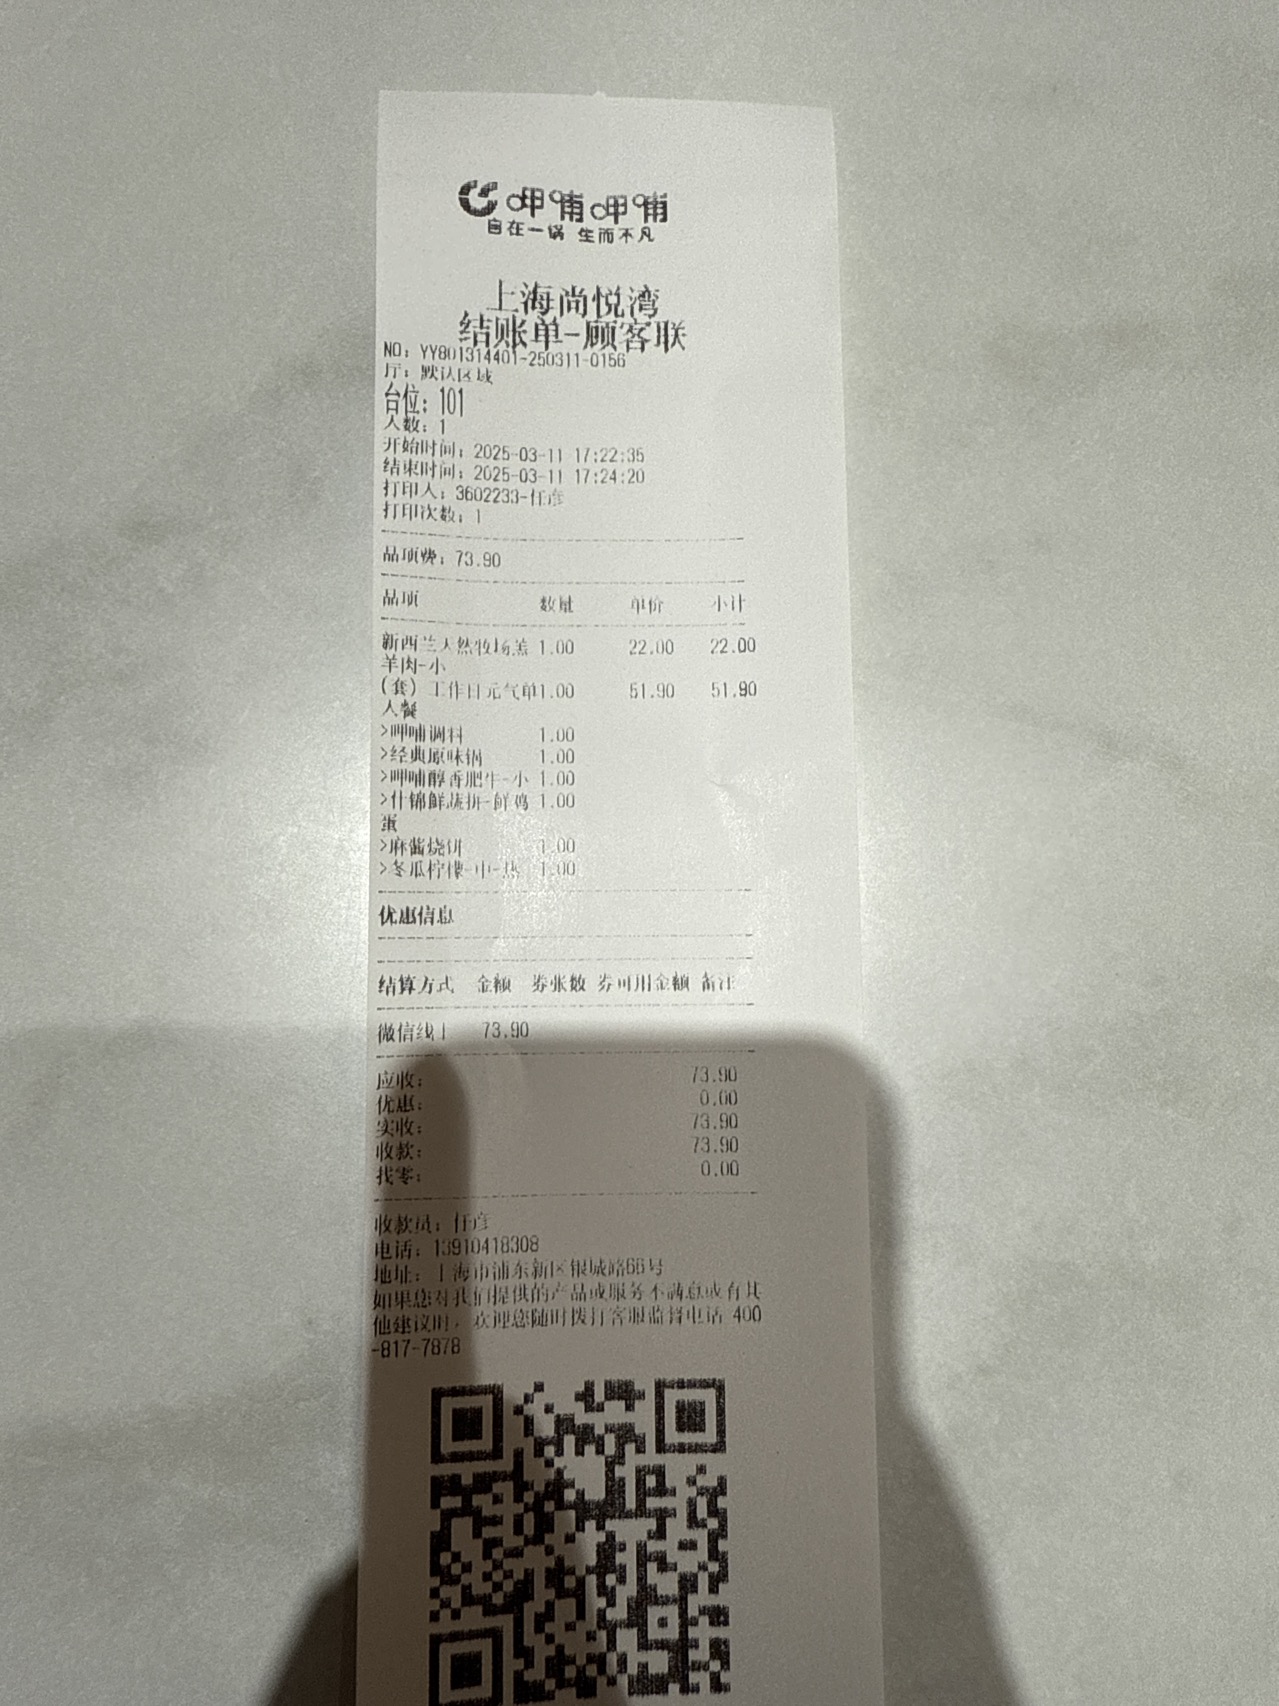 呷哺呷哺
自在一锅 生而不凡
上海尚悦湾
结账单-顾客联
NO: YY801314401-250311-0156
厅: 默认区域
台位: 101
人数: 1
开始时间: 2025-03-11 17:22:35
结束时间: 2025-03-11 17:24:20
打印人: 3602233-任彦
打印次数: 1
品项费: 73.90
品项 数量 单价 小计
新西兰天然牧场羔 1.00 22.00 22.00
羊肉-小
(套) 工作日元气单1.00 51.90 51.90
人餐
>呷哺调料 1.00
>经典原味锅 1.00
>呷哺醇香肥牛-小 1.00
>什锦鲜蔬拼-鲜鸡 1.00
蛋
>麻酱烧饼 1.00
>冬瓜柠檬-中-热 1.00
优惠信息
结算方式 金额 券张数 券可用金额 备注
微信线上 73.90
应收: 73.90
优惠: 0.00
实收: 73.90
收款: 73.90
找零: 0.00
收款员: 任彦
电话: 13910418308
地址: 上海市浦东新区银城路66号
如果您对我们提供的产品或服务不满意或有其
他建议时, 欢迎您随时拨打客服监督电话 400
-817-7878